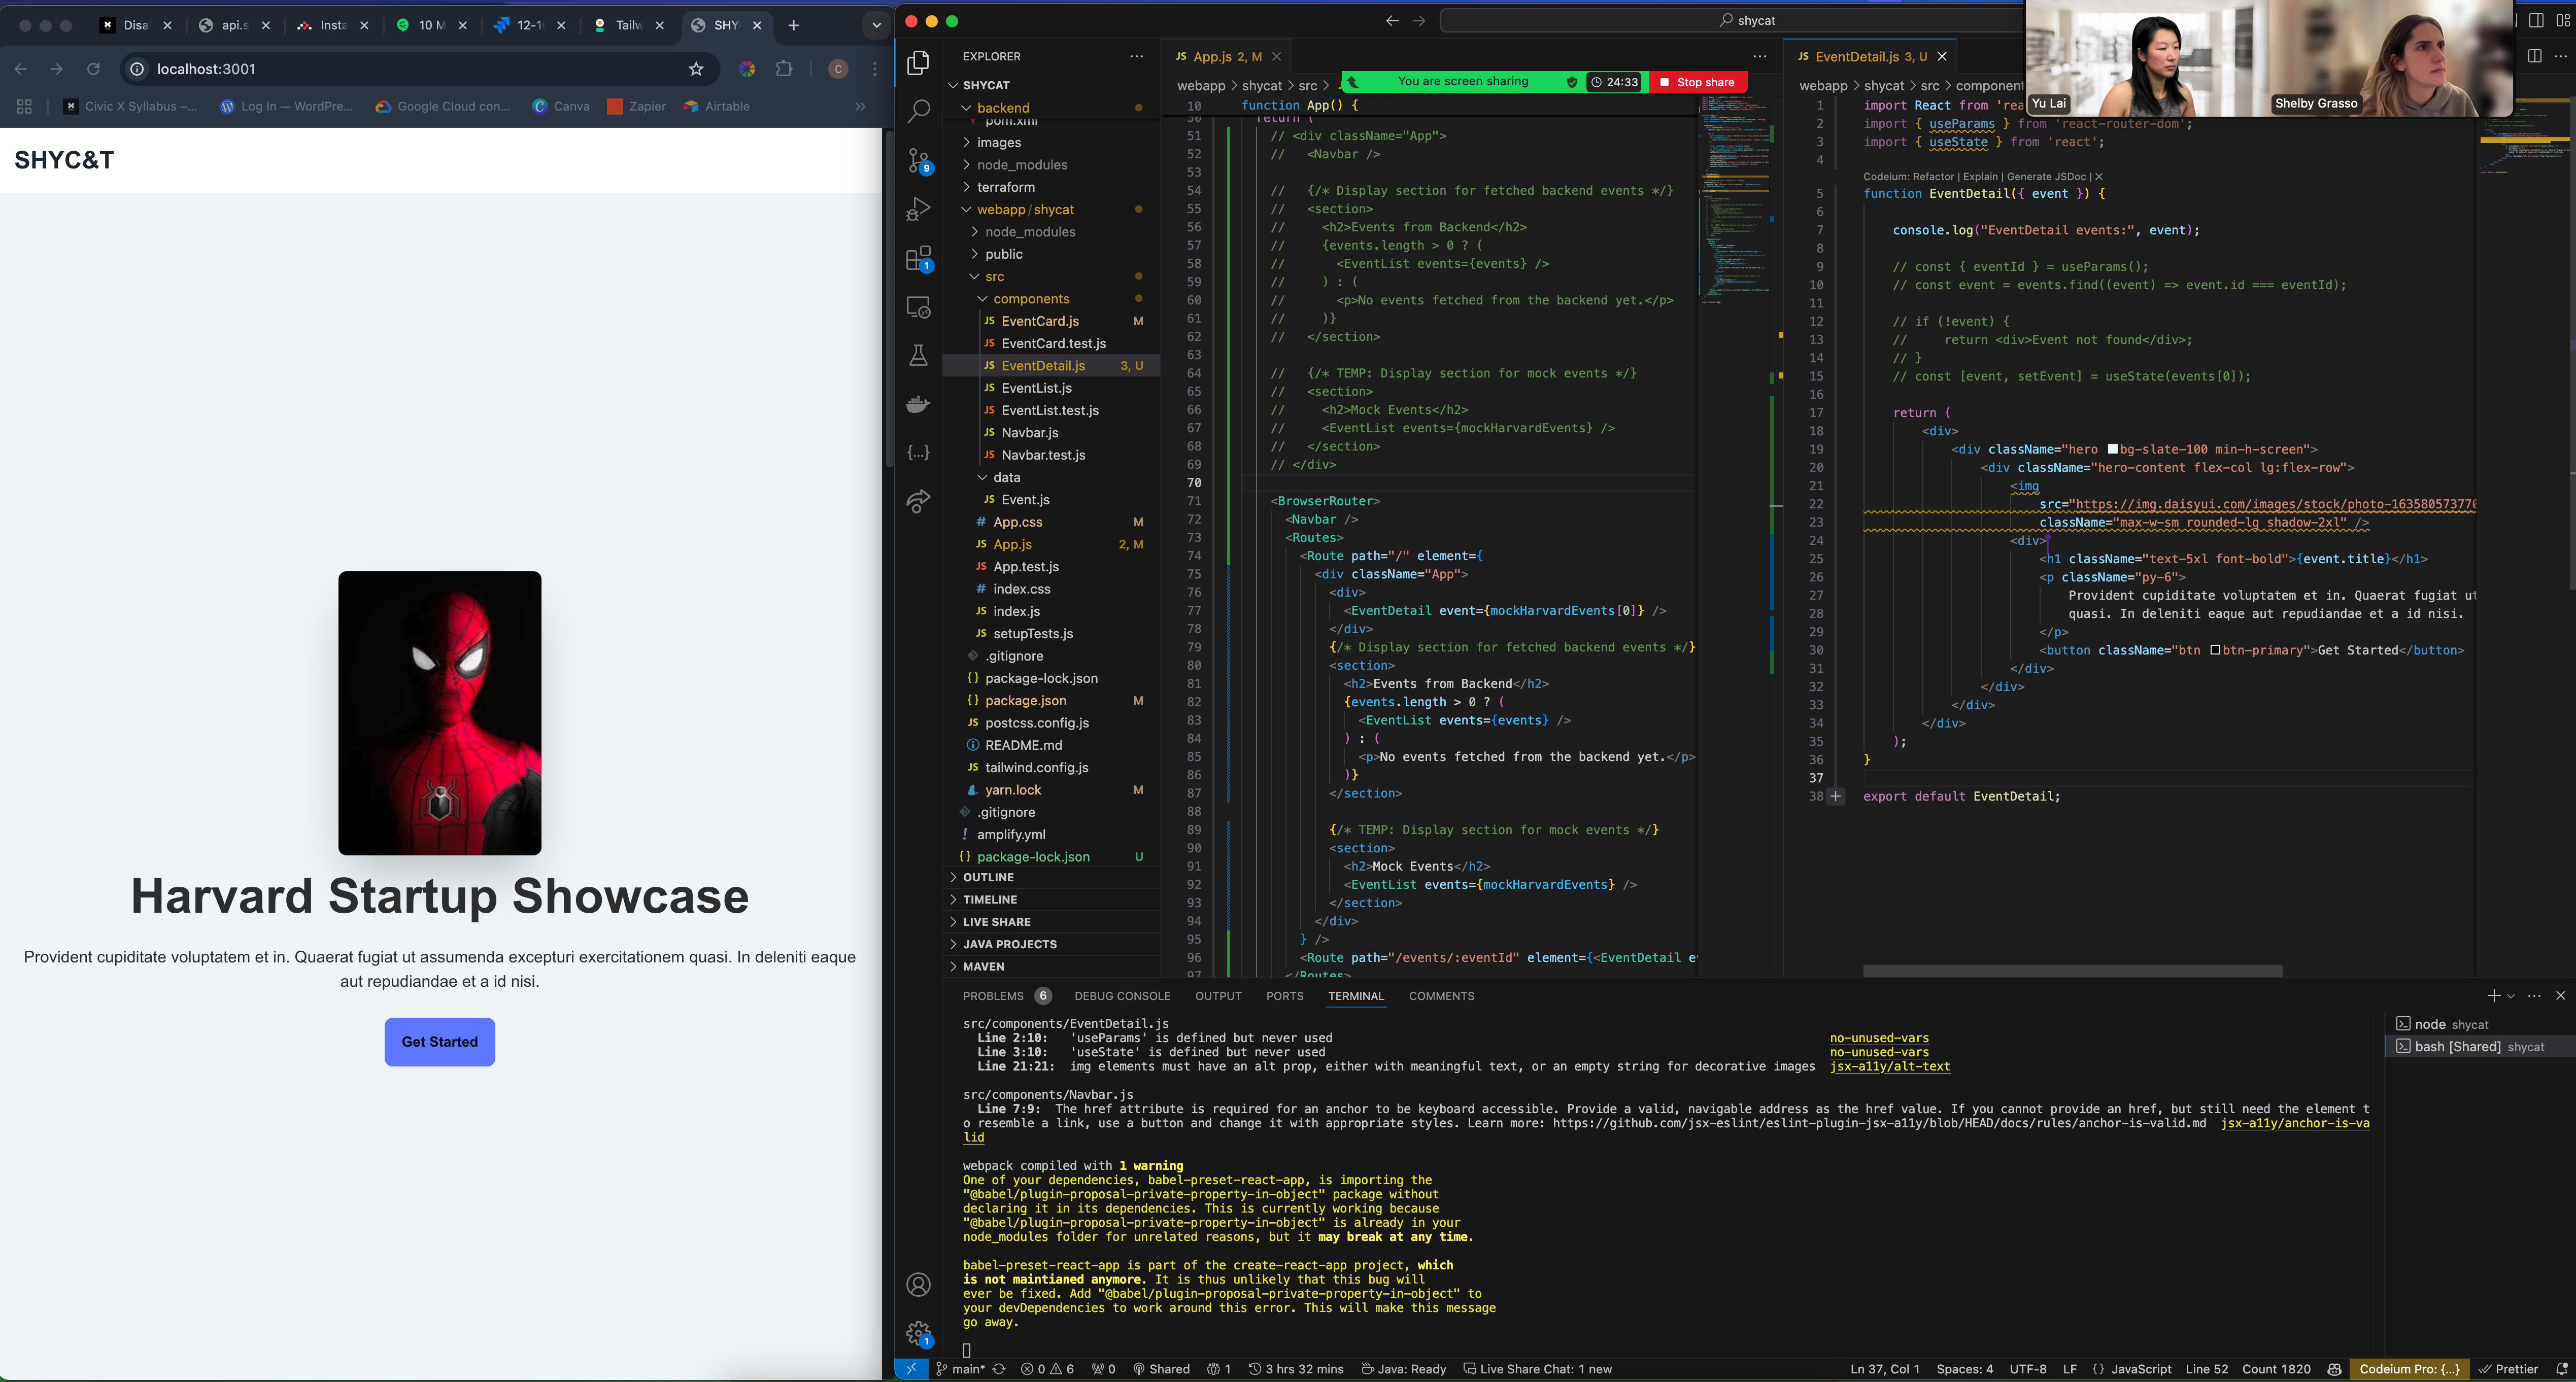 Disa
api.s
Insta
10 M
12-1
Tailw
SHY
localhost:3001
Civic X Syllabus –...
Log In — WordPre...
Google Cloud con...
Canva
Zapier
Airtable
SHYC&T
Harvard Startup Showcase
Provident cupiditate voluptatem et in. Quaerat fugiat ut assumenda excepturi exercitationem quasi. In deleniti eaque
aut repudiandae et a id nisi.
Get Started
shycat
EXPLORER
SHYCAT
backend
pom.xml
images
node_modules
terraform
webapp/shycat
node_modules
public
src
components
EventCard.js M
EventCard.test.js
EventDetail.js 3, U
EventList.js
EventList.test.js
Navbar.js
Navbar.test.js
data
Event.js
App.css M
App.js 2, M
App.test.js
index.css
index.js
setupTests.js
.gitignore
package-lock.json
package.json M
postcss.config.js
README.md
tailwind.config.js
yarn.lock M
.gitignore
amplify.yml
package-lock.json U
OUTLINE
TIMELINE
LIVE SHARE
JAVA PROJECTS
MAVEN
App.js 2, M
webapp > shycat > src >
You are screen sharing 24:33 Stop share
10 function App() {
50 return (
51 // <div className="App">
52 // <Navbar />
53
54 // {/* Display section for fetched backend events */}
55 // <section>
56 // <h2>Events from Backend</h2>
57 // {events.length > 0 ? (
58 // <EventList events={events} />
59 // ) : (
60 // <p>No events fetched from the backend yet.</p>
61 // )}
62 // </section>
63
64 // {/* TEMP: Display section for mock events */}
65 // <section>
66 // <h2>Mock Events</h2>
67 // <EventList events={mockHarvardEvents} />
68 // </section>
69 // </div>
70
71 <BrowserRouter>
72 <Navbar />
73 <Routes>
74 <Route path="/" element={
75 <div className="App">
76 <div>
77 <EventDetail event={mockHarvardEvents[0]} />
78 </div>
79 {/* Display section for fetched backend events */}
80 <section>
81 <h2>Events from Backend</h2>
82 {events.length > 0 ? (
83 <EventList events={events} />
84 ) : (
85 <p>No events fetched from the backend yet.</p>
86 )}
87 </section>
88
89 {/* TEMP: Display section for mock events */}
90 <section>
91 <h2>Mock Events</h2>
92 <EventList events={mockHarvardEvents} />
93 </section>
94 </div>
95 } />
96 <Route path="/events/:eventId" element={<EventDetail e
97 </Routes>
EventDetail.js 3, U
webapp > shycat > src > component
Yu Lai
Shelby Grasso
1 import React from 'rea
2 import { useParams } from 'react-router-dom';
3 import { useState } from 'react';
4
Codeium: Refactor | Explain | Generate JSDoc | X
5 function EventDetail({ event }) {
6
7 console.log("EventDetail events:", event);
8
9 // const { eventId } = useParams();
10 // const event = events.find((event) => event.id === eventId);
11
12 // if (!event) {
13 // return <div>Event not found</div>;
14 // }
15 // const [event, setEvent] = useState(events[0]);
16
17 return (
18 <div>
19 <div className="hero bg-slate-100 min-h-screen">
20 <div className="hero-content flex-col lg:flex-row">
21 <img
22 src="https://img.daisyui.com/images/stock/photo-163580573770
23 className="max-w-sm rounded-lg shadow-2xl" />
24 <div>
25 <h1 className="text-5xl font-bold">{event.title}</h1>
26 <p className="py-6">
27 Provident cupiditate voluptatem et in. Quaerat fugiat ut
28 quasi. In deleniti eaque aut repudiandae et a id nisi.
29 </p>
30 <button className="btn btn-primary">Get Started</button>
31 </div>
32 </div>
33 </div>
34 </div>
35 );
36 }
37
38 export default EventDetail;
PROBLEMS 6 DEBUG CONSOLE OUTPUT PORTS TERMINAL COMMENTS
src/components/EventDetail.js
Line 2:10: 'useParams' is defined but never used no-unused-vars
Line 3:10: 'useState' is defined but never used no-unused-vars
Line 21:21: img elements must have an alt prop, either with meaningful text, or an empty string for decorative images jsx-a11y/alt-text
src/components/Navbar.js
Line 7:9: The href attribute is required for an anchor to be keyboard accessible. Provide a valid, navigable address as the href value. If you cannot provide an href, but still need the element t
o resemble a link, use a button and change it with appropriate styles. Learn more: https://github.com/jsx-eslint/eslint-plugin-jsx-a11y/blob/HEAD/docs/rules/anchor-is-valid.md jsx-a11y/anchor-is-va
lid
webpack compiled with 1 warning
One of your dependencies, babel-preset-react-app, is importing the
"@babel/plugin-proposal-private-property-in-object" package without
declaring it in its dependencies. This is currently working because
"@babel/plugin-proposal-private-property-in-object" is already in your
node_modules folder for unrelated reasons, but it may break at any time.
babel-preset-react-app is part of the create-react-app project, which
is not maintianed anymore. It is thus unlikely that this bug will
ever be fixed. Add "@babel/plugin-proposal-private-property-in-object" to
your devDependencies to work around this error. This will make this message
go away.
node shycat
bash [Shared] shycat
main* 0 6 0 Shared 1 3 hrs 32 mins Java: Ready Live Share Chat: 1 new
Ln 37, Col 1 Spaces: 4 UTF-8 LF {} JavaScript Line 52 Count 1820 Codeium Pro: {...} Prettier